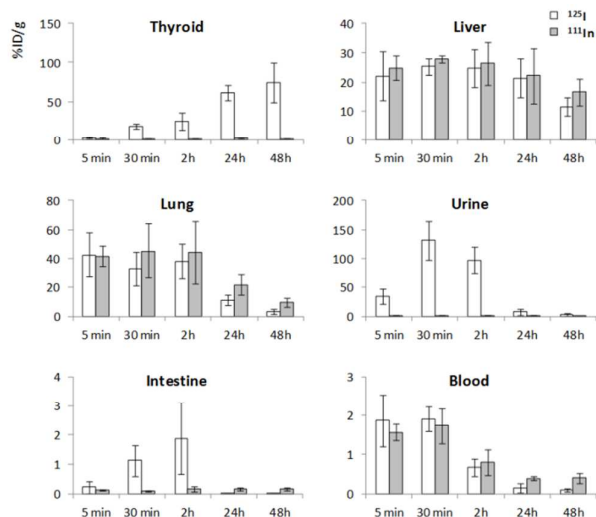 %ID/g
Thyroid
150
100
50
0
5 min 30 min 2h 24h 48h
Liver
¹²⁵I
¹¹¹In
40
30
20
10
0
5 min 30 min 2h 24h 48h
Lung
80
60
40
20
0
5 min 30 min 2h 24h 48h
Urine
200
150
100
50
0
5 min 30 min 2h 24h 48h
Intestine
4
3
2
1
0
5 min 30 min 2h 24h 48h
Blood
3
2
1
0
5 min 30 min 2h 24h 48h